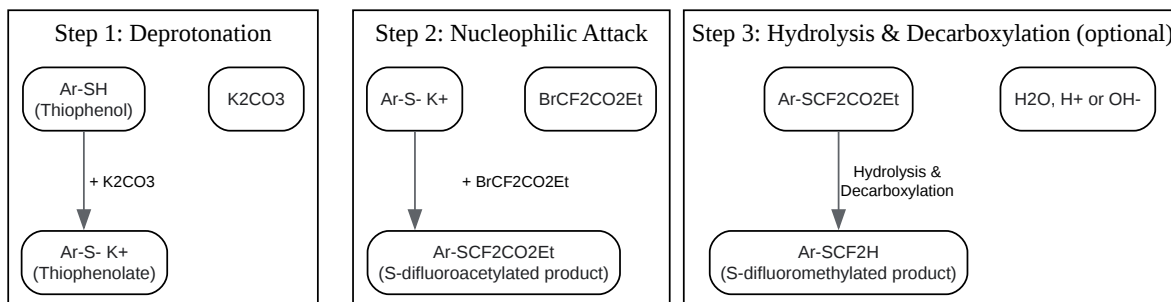 Step 1: Deprotonation
Ar-SH
(Thiophenol)
K2CO3
+ K2CO3
Ar-S- K+
(Thiophenolate)
Step 2: Nucleophilic Attack
Ar-S- K+
BrCF2CO2Et
+ BrCF2CO2Et
Ar-SCF2CO2Et
(S-difluoroacetylated product)
Step 3: Hydrolysis & Decarboxylation (optional)
Ar-SCF2CO2Et
H2O, H+ or OH-
Hydrolysis &
Decarboxylation
Ar-SCF2H
(S-difluoromethylated product)